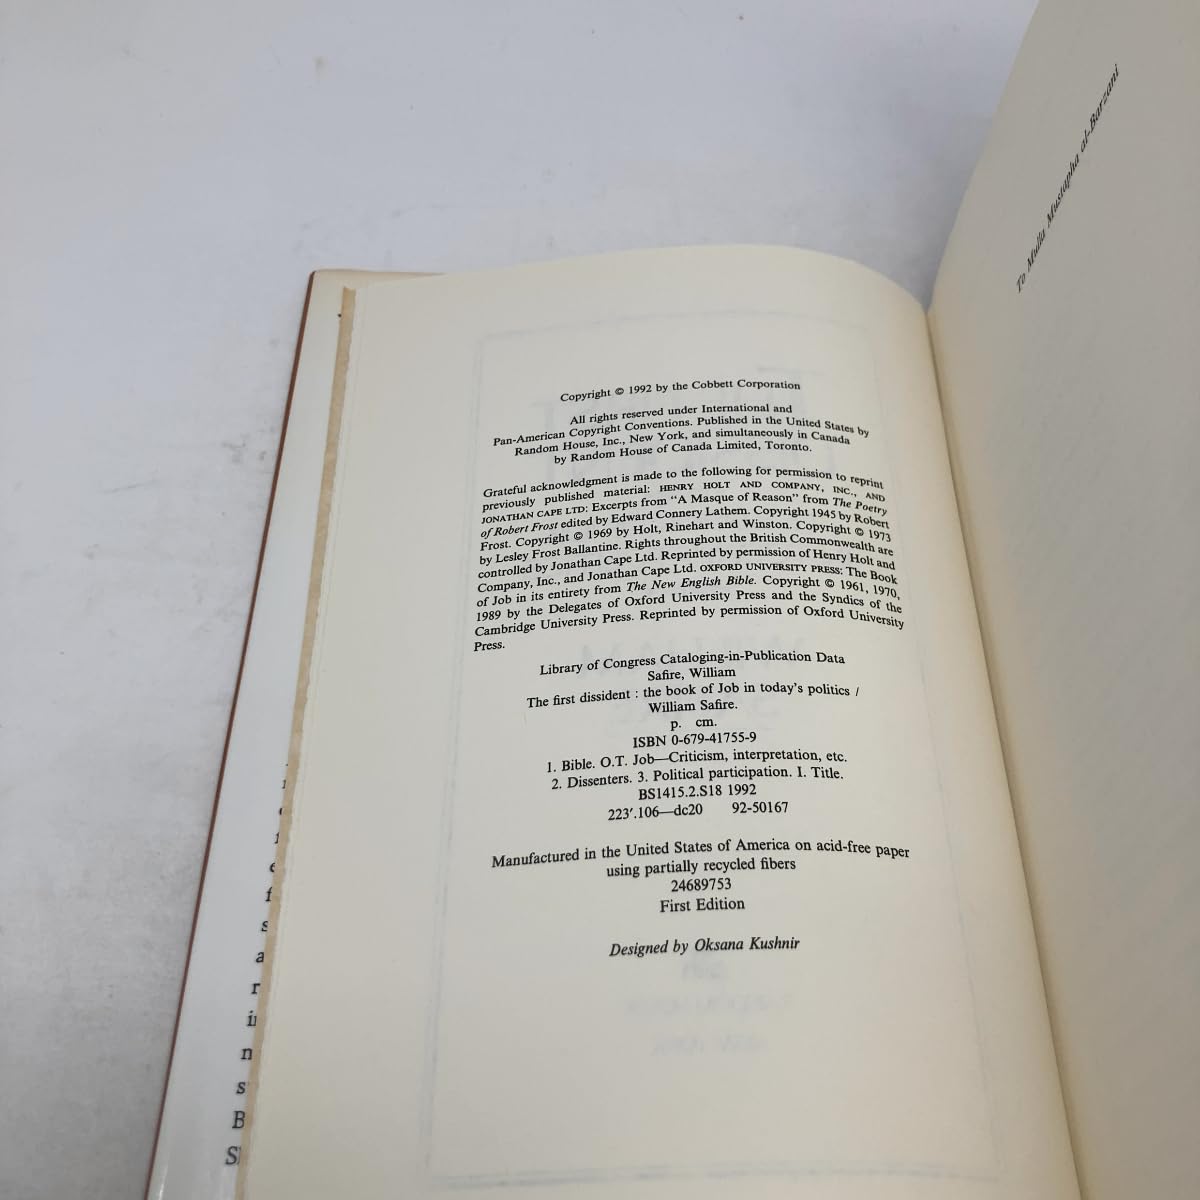 Copyright © 1992 by the Cobbett Corporation
All rights reserved under International and
Pan-American Copyright Conventions. Published in the United States by
Random House, Inc., New York, and simultaneously in Canada
by Random House of Canada Limited, Toronto.
Grateful acknowledgment is made to the following for permission to reprint
previously published material: HENRY HOLT AND COMPANY, INC., AND
JONATHAN CAPE LTD: Excerpts from "A Masque of Reason" from The Poetry
of Robert Frost edited by Edward Connery Lathem. Copyright 1945 by Robert
Frost. Copyright © 1969 by Holt, Rinehart and Winston. Copyright © 1973
by Lesley Frost Ballantine. Rights throughout the British Commonwealth are
controlled by Jonathan Cape Ltd. Reprinted by permission of Henry Holt and
Company, Inc., and Jonathan Cape Ltd. OXFORD UNIVERSITY PRESS: The Book
of Job in its entirety from The New English Bible. Copyright © 1961, 1970,
1989 by the Delegates of Oxford University Press and the Syndics of the
Cambridge University Press. Reprinted by permission of Oxford University
Press.
Library of Congress Cataloging-in-Publication Data
Safire, William
The first dissident : the book of Job in today's politics /
William Safire.
p. cm.
ISBN 0-679-41755-9
1. Bible. O.T. Job—Criticism, interpretation, etc.
2. Dissenters. 3. Political participation. I. Title.
BS1415.2.S18 1992
223'.106—dc20 92-50167
Manufactured in the United States of America on acid-free paper
using partially recycled fibers
24689753
First Edition
Designed by Oksana Kushnir
To Mulla Mustapha al-Barzani